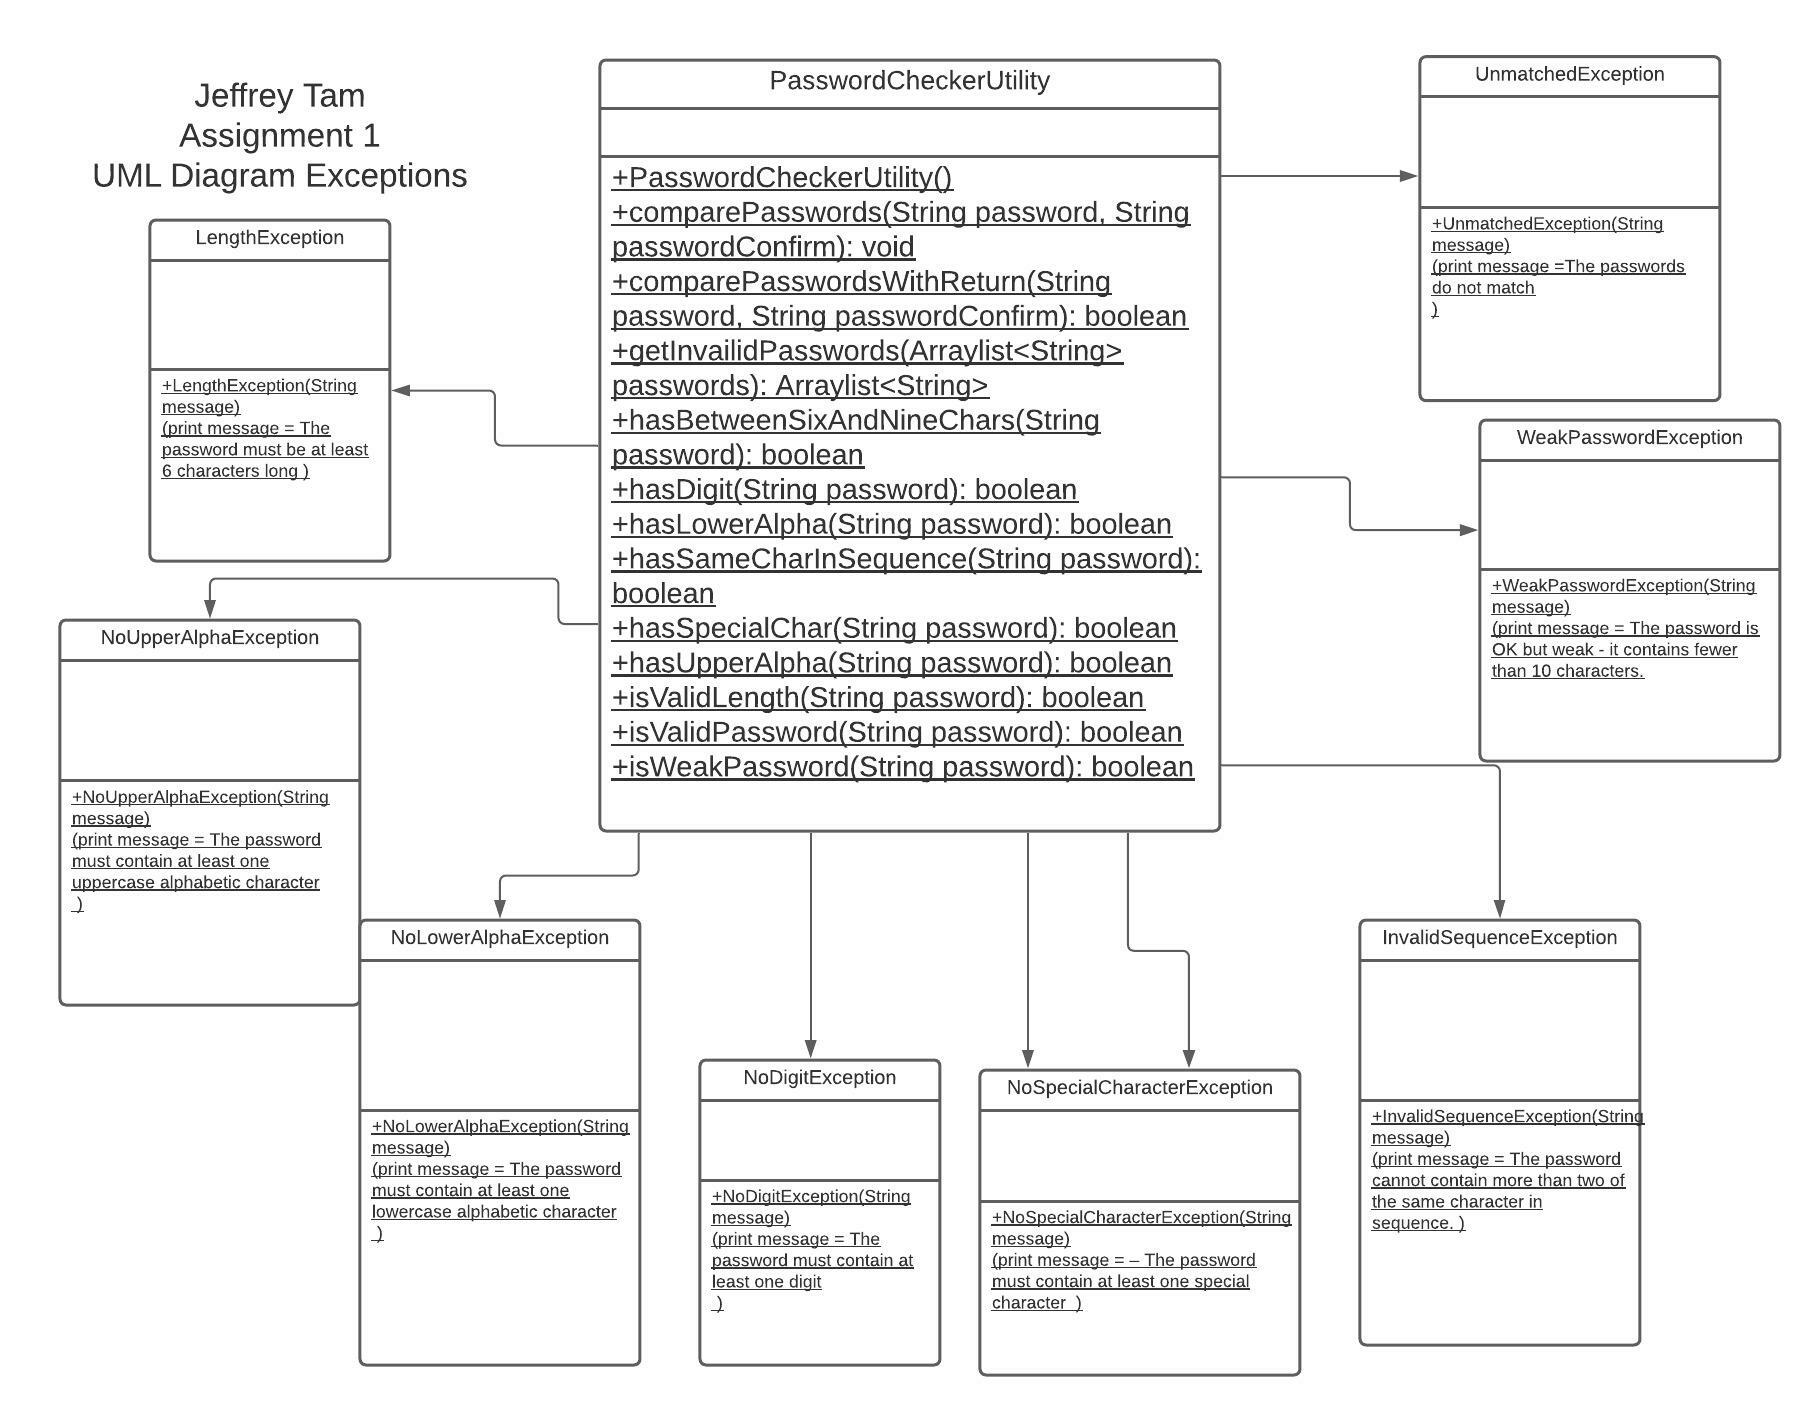 Jeffrey Tam
Assignment 1
UML Diagram Exceptions
PasswordCheckerUtility
+PasswordCheckerUtility()
+comparePasswords(String password, String
passwordConfirm): void
+comparePasswordsWithReturn(String
password, String passwordConfirm): boolean
+getInvailidPasswords(Arraylist<String>
passwords): Arraylist<String>
+hasBetweenSixAndNineChars(String
password): boolean
+hasDigit(String password): boolean
+hasLowerAlpha(String password): boolean
+hasSameCharInSequence(String password):
boolean
+hasSpecialChar(String password): boolean
+hasUpperAlpha(String password): boolean
+isValidLength(String password): boolean
+isValidPassword(String password): boolean
+isWeakPassword(String password): boolean
UnmatchedException
+UnmatchedException(String
message)
(print message =The passwords
do not match
)
LengthException
+LengthException(String
message)
(print message = The
password must be at least
6 characters long )
WeakPasswordException
+WeakPasswordException(String
message)
(print message = The password is
OK but weak - it contains fewer
than 10 characters.
NoUpperAlphaException
+NoUpperAlphaException(String
message)
(print message = The password
must contain at least one
uppercase alphabetic character
)
NoLowerAlphaException
+NoLowerAlphaException(String
message)
(print message = The password
must contain at least one
lowercase alphabetic character
)
NoDigitException
+NoDigitException(String
message)
(print message = The
password must contain at
least one digit
)
NoSpecialCharacterException
+NoSpecialCharacterException(String
message)
(print message = – The password
must contain at least one special
character )
InvalidSequenceException
+InvalidSequenceException(String
message)
(print message = The password
cannot contain more than two of
the same character in
sequence. )